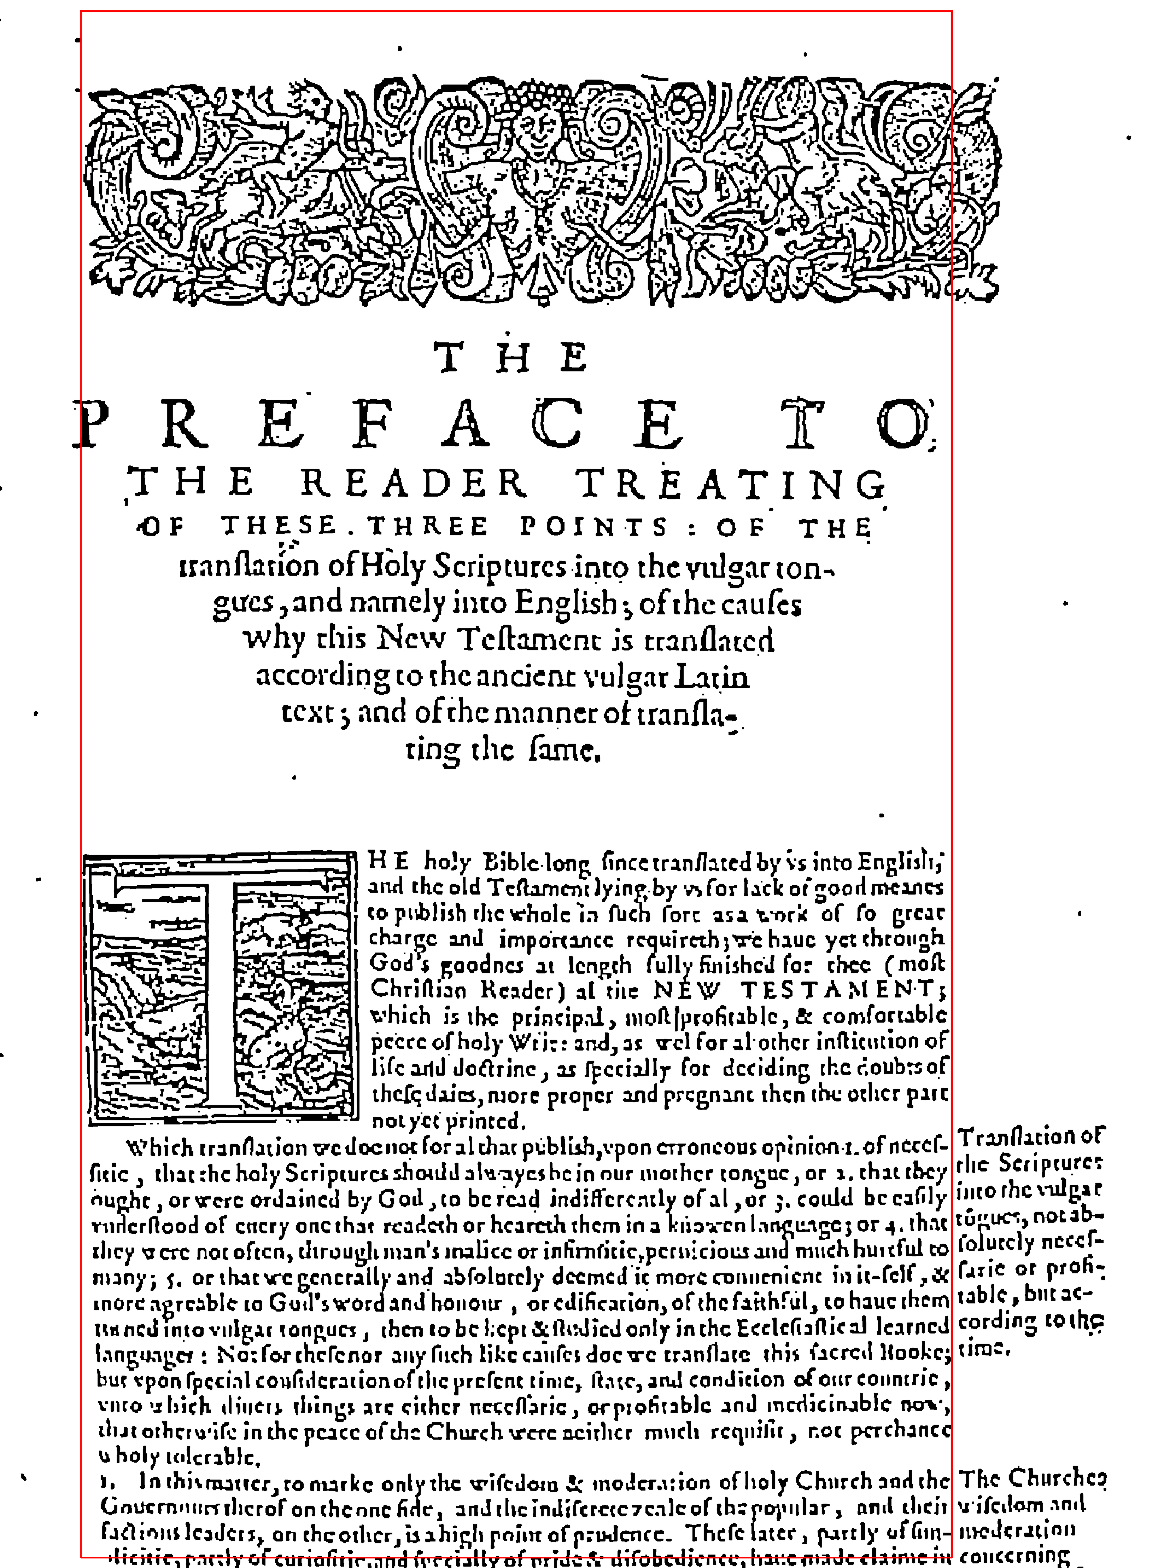 THE
PREFACE TO
THE READER TREATING
OF THESE THREE POINTS: OF THE
tranſlation of Holy Scriptures into the vulgar ton-
gues, and namely into Engliſh; of the cauſes
why this New Teſtament is tranſlated
according to the ancient vulgar Latin
text; and of the manner of tranſla-
ting the ſame.
THE holy Bible long ſince tranſlated by vs into Engliſh,
and the old Teſtament lying by vs for lack of good meanes
to publiſh the whole in ſuch ſort as a work of ſo great
charge and importance requireth; we haue yet through
God's goodnes at length fully finiſhed for thee (moſt
Chriſtian Reader) al the NEW TESTAMENT;
which is the principal, moſt profitable, & comfortable
peece of holy Writ: and, as wel for al other inſtitution of
life and doctrine, as ſpecially for deciding the doubts of
theſe daies, more proper and pregnant then the other part
not yet printed.
Which tranſlation we doe not for al that publiſh, vpon erroneous opinion 1. of neceſ-
ſitie, that the holy Scriptures should alwayes be in our mother tongue, or 2. that they
ought, or were ordained by God, to be read indifferently of al, or 3. could be eaſily
vnderſtood of euery one that readeth or heareth them in a knowen language; or 4. that
they were not often, through man's malice or infirmitie, pernicious and much hurtful to
many; 5. or that we generally and abſolutely deemed it more conuenient in it-ſelf, &
more agreable to God's word and honour, or edification, of the faithful, to haue them
turned into vulgar tongues, then to be kept & ſtudied only in the Eccleſiaſtical learned
languages: Not for theſe nor any ſuch like cauſes doe we tranſlate this ſacred Booke;
but vpon ſpecial conſideration of the preſent time, ſtate, and condition of our countrie,
vnto which diuers things are either neceſſarie, or profitable and medicinable now,
that otherwiſe in the peace of the Church were neither much requiſit, nor perchance
wholy tolerable.
Tranſlation of
the Scriptures
into the vulgar
tōgues, not ab-
ſolutely neceſ-
ſarie or profi-
table, but ac-
cording to the
time.
1. In this matter, to marke only the wiſedom & moderation of holy Church and the
Gouernours therof on the one ſide, and the indiſcrete zeale of the popular, and their
factious leaders, on the other, is a high point of prudence. Theſe later, partly of ſim-
plicitie, partly of curioſitie, and ſpecially of pride & diſobedience, haue made claime in
The Churches
wiſedom and
moderation
concerning